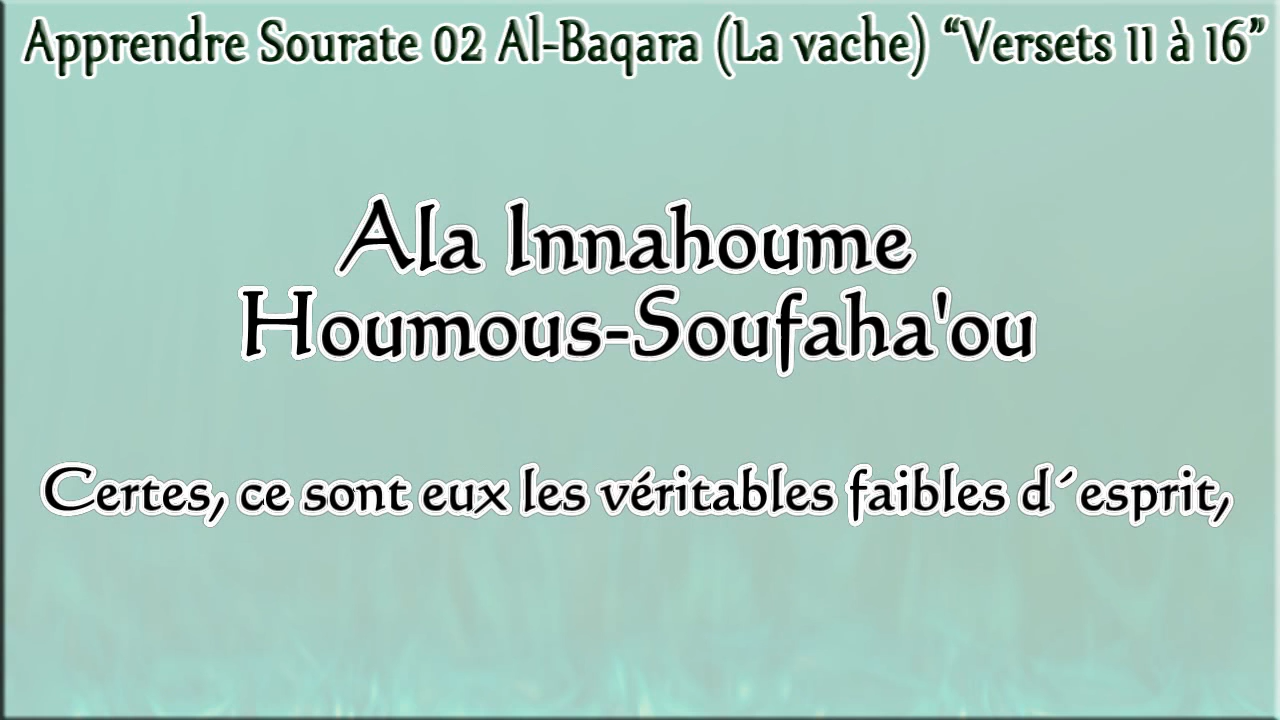 Apprendre Sourate 02 Al-Baqara (La vache) “Versets 11 à 16”
Ala Innahoume
Houmous-Soufaha'ou
Certes, ce sont eux les véritables faibles d´esprit,